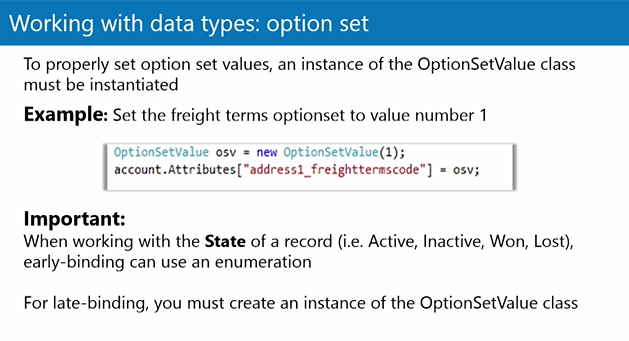 Working with data types: option set
To properly set option set values, an instance of the OptionSetValue class
must be instantiated
Example: Set the freight terms optionset to value number 1
OptionSetValue osv = new OptionSetValue(1);
account.Attributes["address1_freighttermscode"] = osv;
Important:
When working with the State of a record (i.e. Active, Inactive, Won, Lost),
early-binding can use an enumeration
For late-binding, you must create an instance of the OptionSetValue class